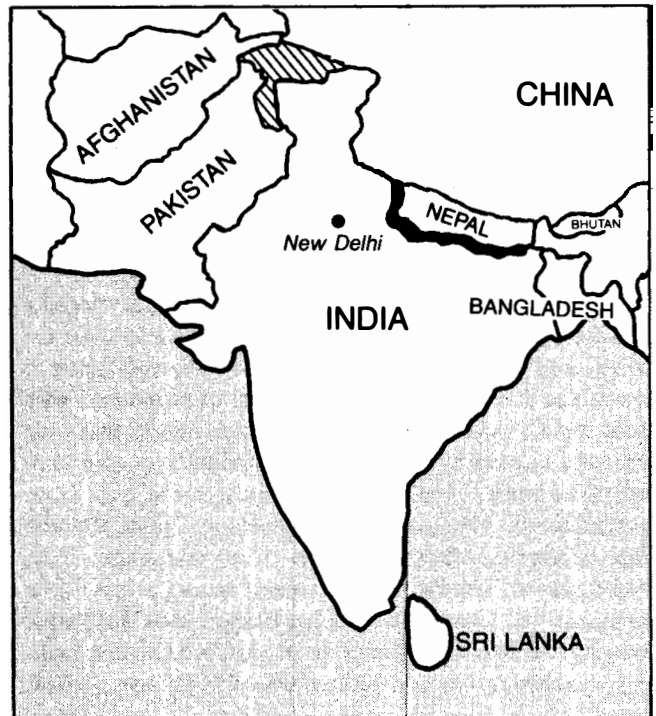 AFGHANISTAN
CHINA
PAKISTAN
NEPAL
BHUTAN
New Delhi
INDIA
BANGLADESH
SRI LANKA